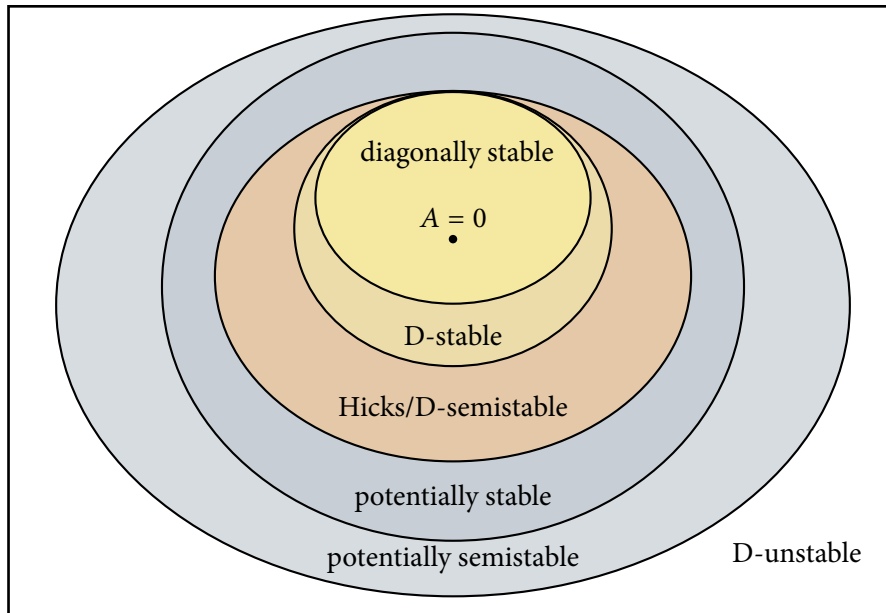 diagonally stable
A = 0
D-stable
Hicks/D-semistable
potentially stable
potentially semistable
D-unstable